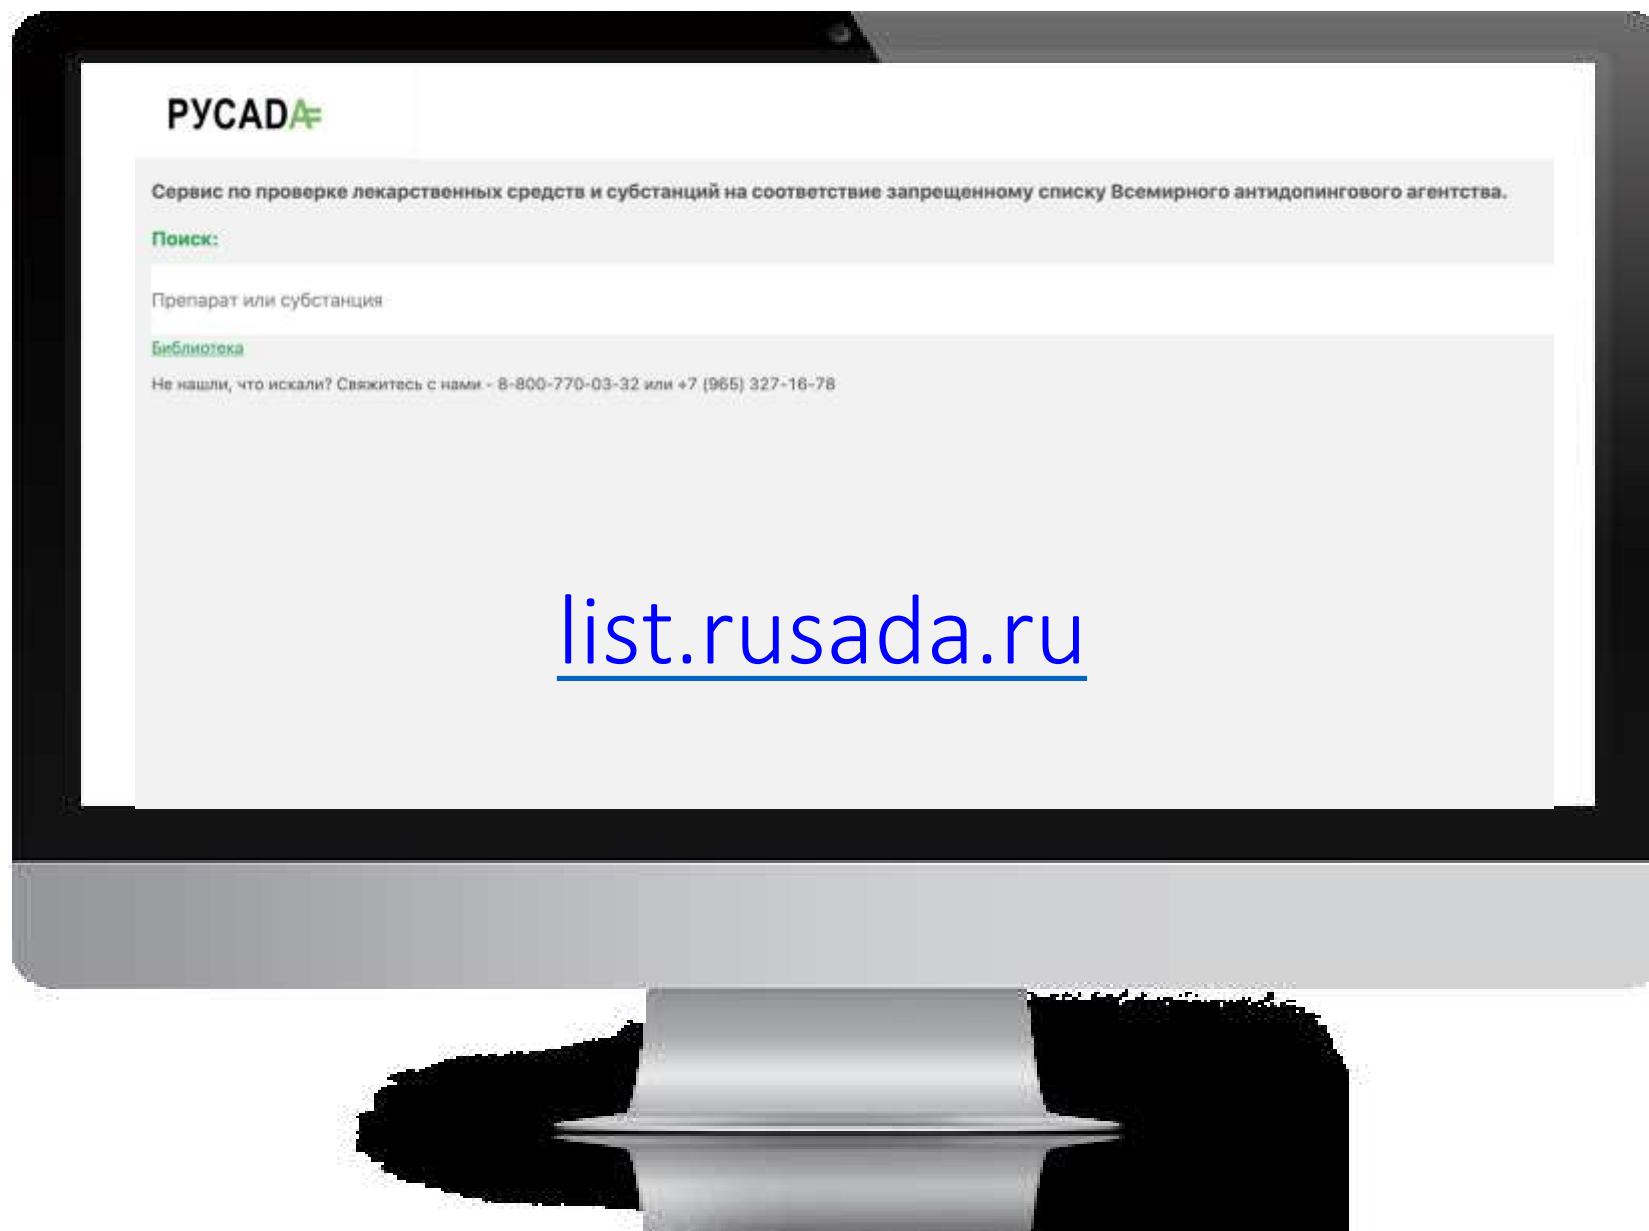 РУСАDA
Сервис по проверке лекарственных средств и субстанций на соответствие запрещенному списку Всемирного антидопингового агентства.
Поиск:
Препарат или субстанция
Библиотека
Не нашли, что искали? Свяжитесь с нами - 8-800-770-03-32 или +7 (965) 327-16-78
list.rusada.ru